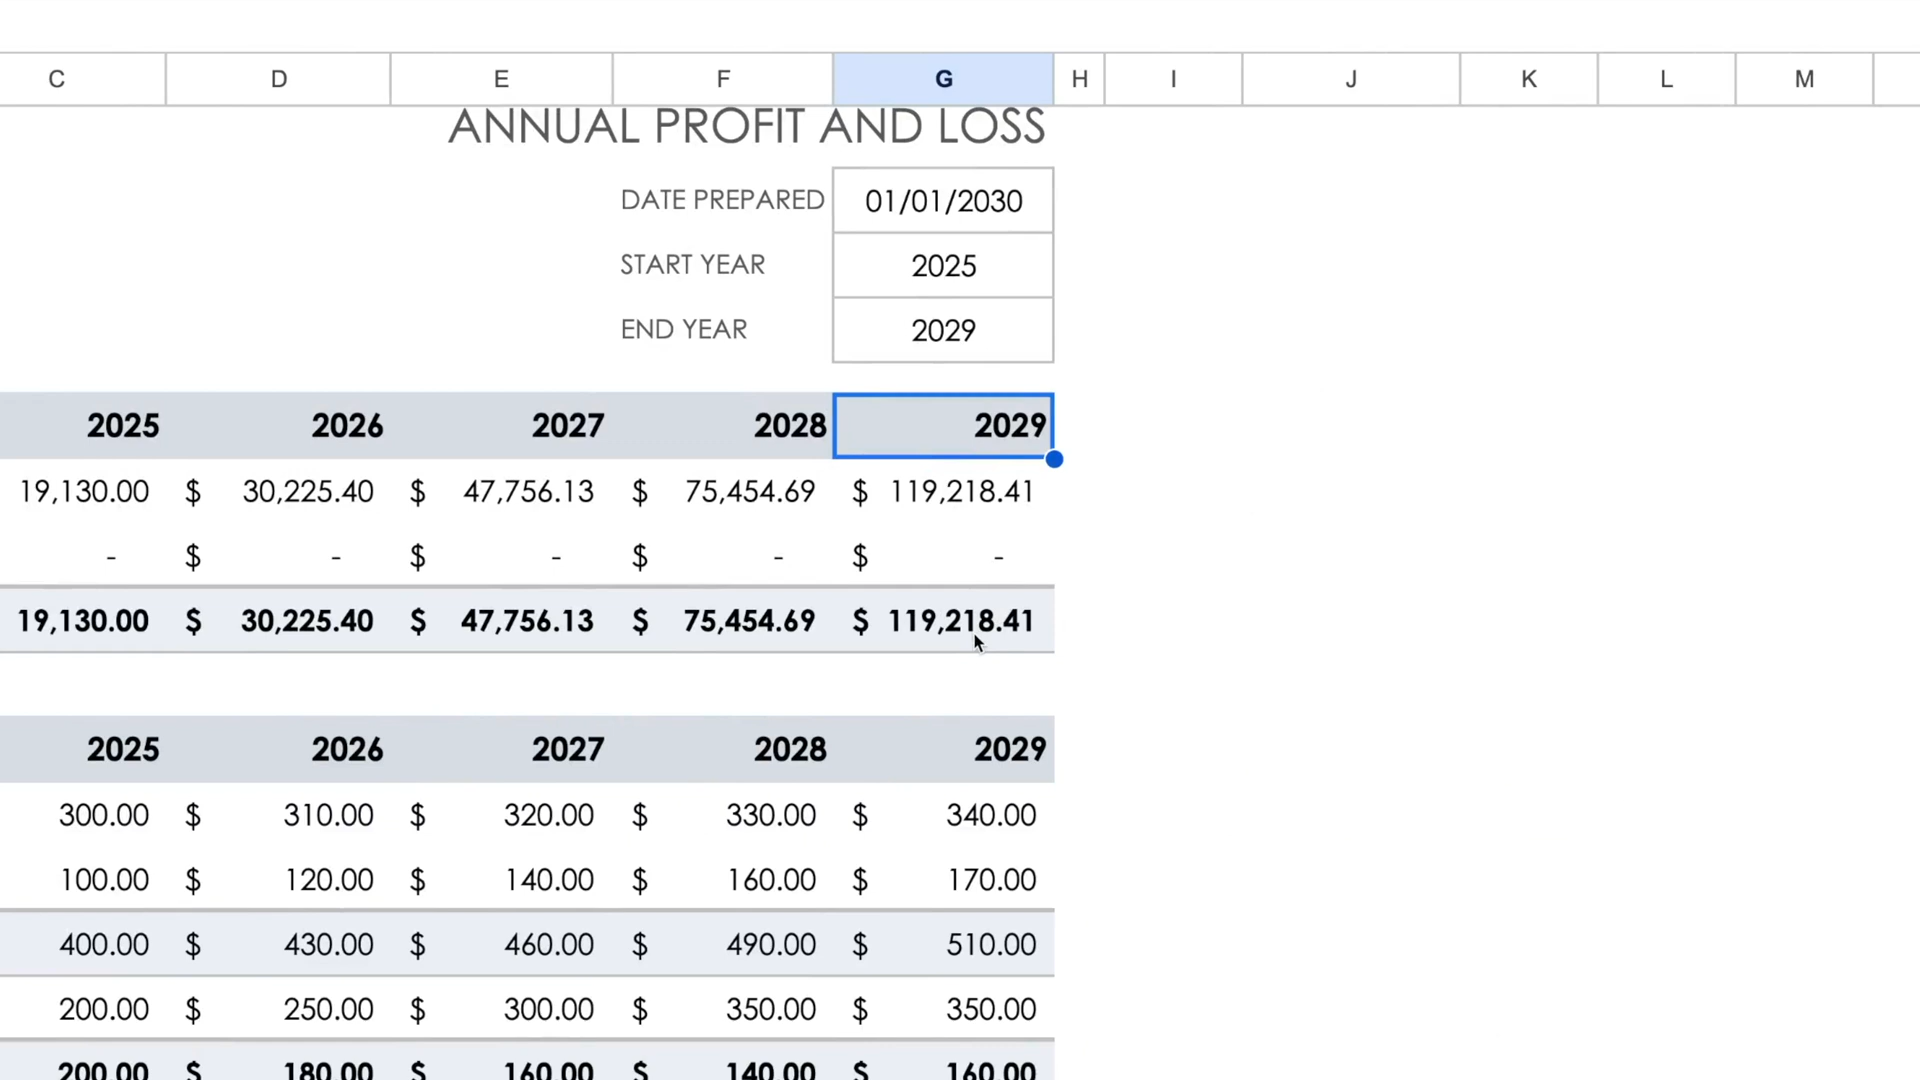 C D E F G H I J K L M
ANNUAL PROFIT AND LOSS
DATE PREPARED 01/01/2030
START YEAR 2025
END YEAR 2029
2025 2026 2027 2028 2029
19,130.00 $ 30,225.40 $ 47,756.13 $ 75,454.69 $ 119,218.41
- $ - $ - $ - $ -
19,130.00 $ 30,225.40 $ 47,756.13 $ 75,454.69 $ 119,218.41
2025 2026 2027 2028 2029
300.00 $ 310.00 $ 320.00 $ 330.00 $ 340.00
100.00 $ 120.00 $ 140.00 $ 160.00 $ 170.00
400.00 $ 430.00 $ 460.00 $ 490.00 $ 510.00
200.00 $ 250.00 $ 300.00 $ 350.00 $ 350.00
200.00 $ 180.00 $ 160.00 $ 140.00 $ 160.00